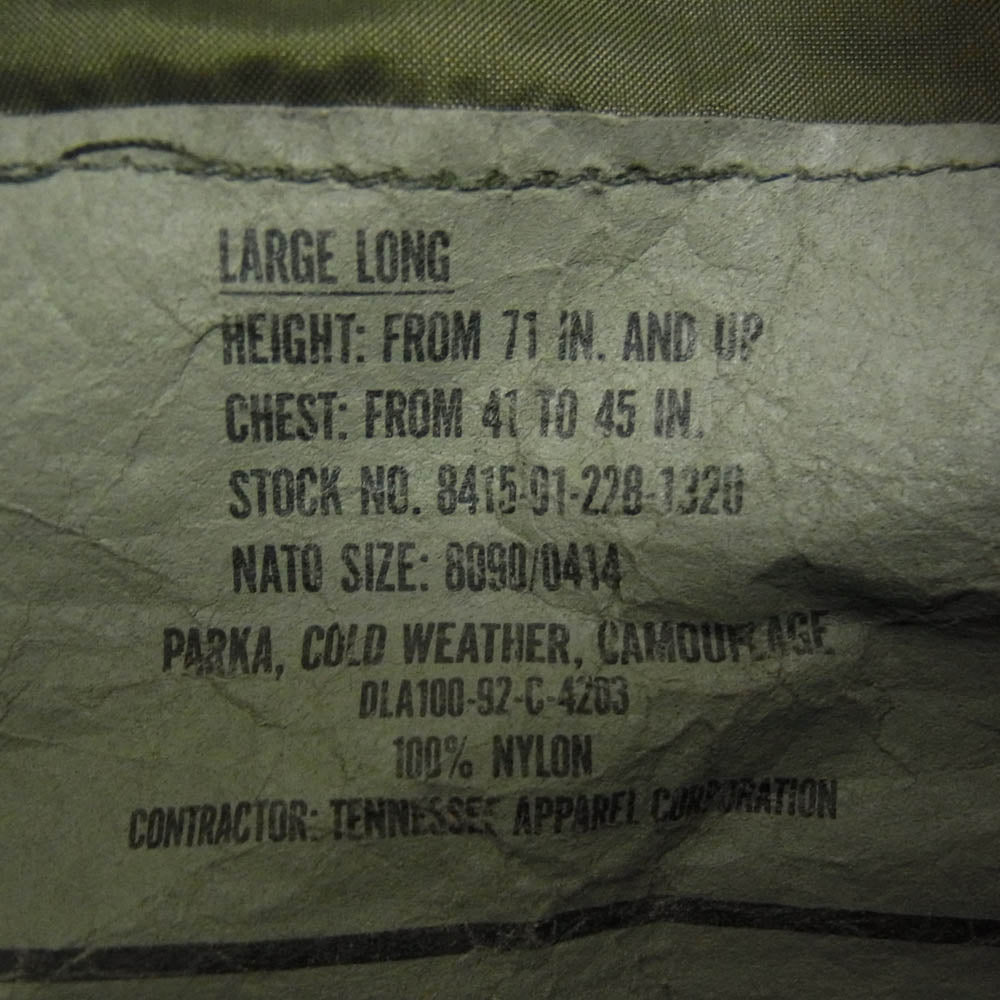 LARGE LONG
HEIGHT: FROM 71 IN. AND UP
CHEST: FROM 41 TO 45 IN.
STOCK NO. 8415-01-228-1320
NATO SIZE: 8090/0414
PARKA, COLD WEATHER, CAMOUFLAGE
DLA100-92-C-4203
100% NYLON
CONTRACTOR: TENNESSEE APPAREL CORPORATION